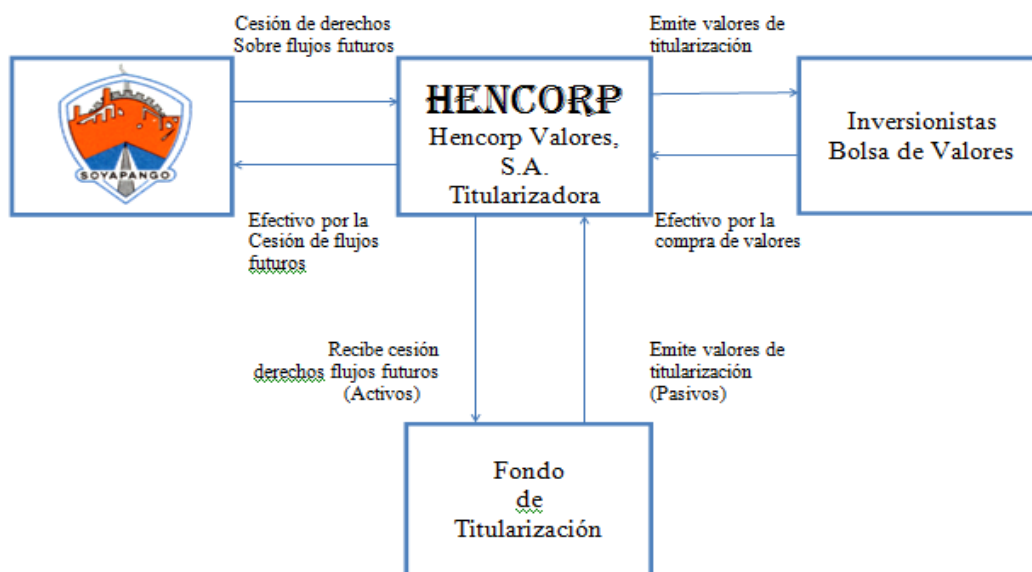 Cesión de derechos
Sobre flujos futuros
Emite valores de
titularización
SOYAPANGO
HENCORP
Hencorp Valores,
S.A.
Titularizadora
Inversionistas
Bolsa de Valores
Efectivo por la
Cesión de flujos
futuros
Efectivo por la
compra de valores
Recibe cesión
derechos flujos futuros
(Activos)
Emite valores de
titularización
(Pasivos)
Fondo
de
Titularización